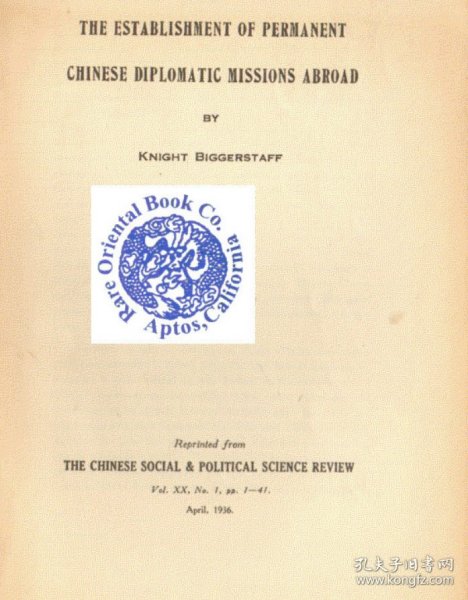 THE ESTABLISHMENT OF PERMANENT
CHINESE DIPLOMATIC MISSIONS ABROAD
BY
KNIGHT BIGGERSTAFF
Rare Oriental Book Co.
Aptos, California
Reprinted from
THE CHINESE SOCIAL & POLITICAL SCIENCE REVIEW
Vol. XX, No. 1, pp. 1—41.
April, 1936.
孔夫子旧书网
www.kongfz.com